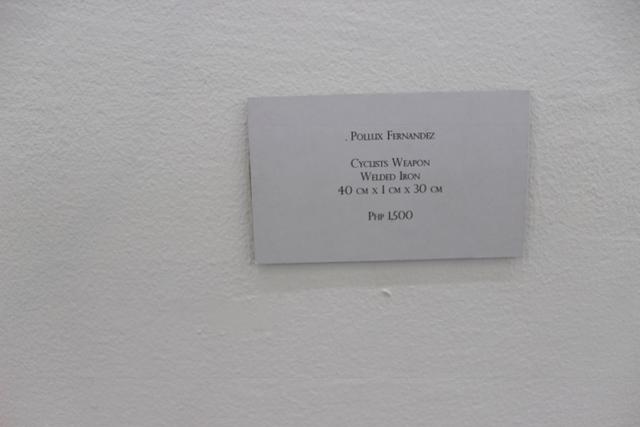 . Pollux Fernandez
Cyclists Weapon
Welded Iron
40 cm x 1 cm x 30 cm
Php 1,500